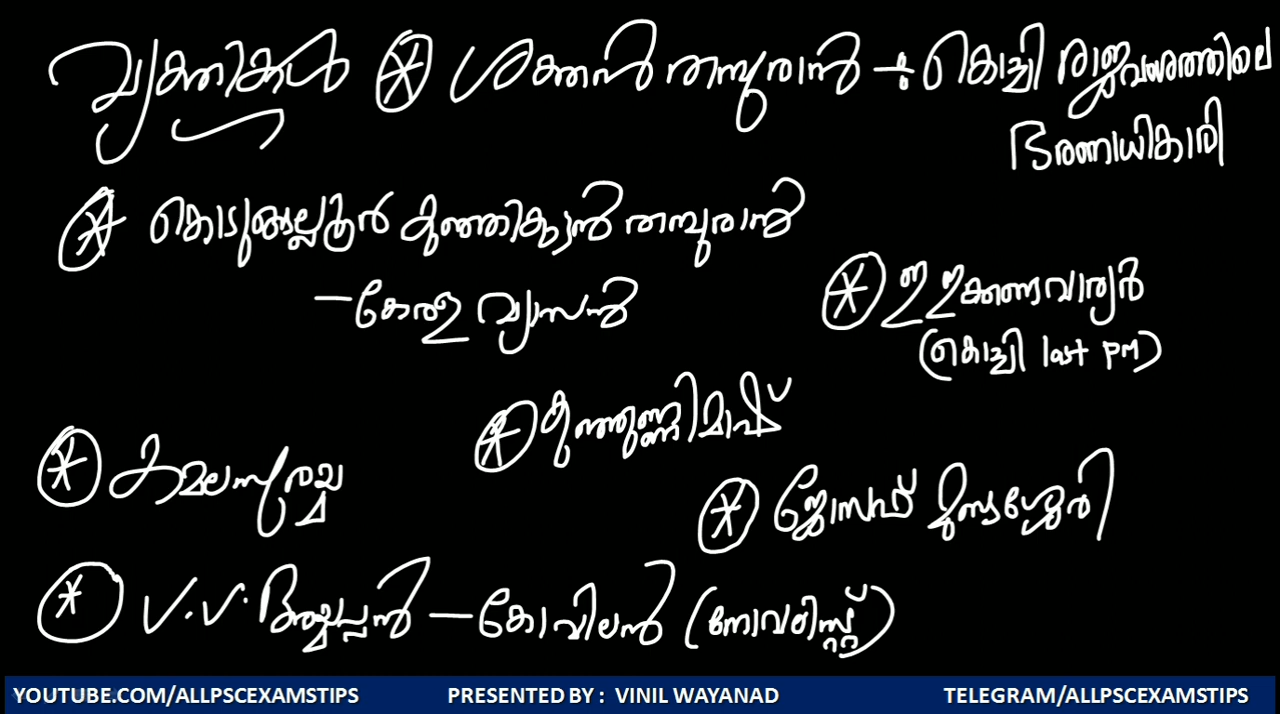 വ്യക്തികൾ * ശക്തൻ തമ്പുരാൻ -: കൊച്ചി രാജവംശത്തിലെ
ഭരണാധികാരി
* കൊടുങ്ങല്ലൂർ കുഞ്ഞിക്കുട്ടൻ തമ്പുരാൻ
- കേരള വ്യാസൻ
* ഇ ഇക്കണ്ടവാര്യർ
(കൊച്ചി last PM)
* കുഞ്ഞുണ്ണിമാഷ്
* കമലസുരയ്യ
* ജോസഫ് മുണ്ടശ്ശേരി
* V.V. അയ്യപ്പൻ - കോവിലൻ (നോവലിസ്റ്റ്)
YOUTUBE.COM/ALLPSCEXAMSTIPS PRESENTED BY : VINIL WAYANAD TELEGRAM/ALLPSCEXAMSTIPS